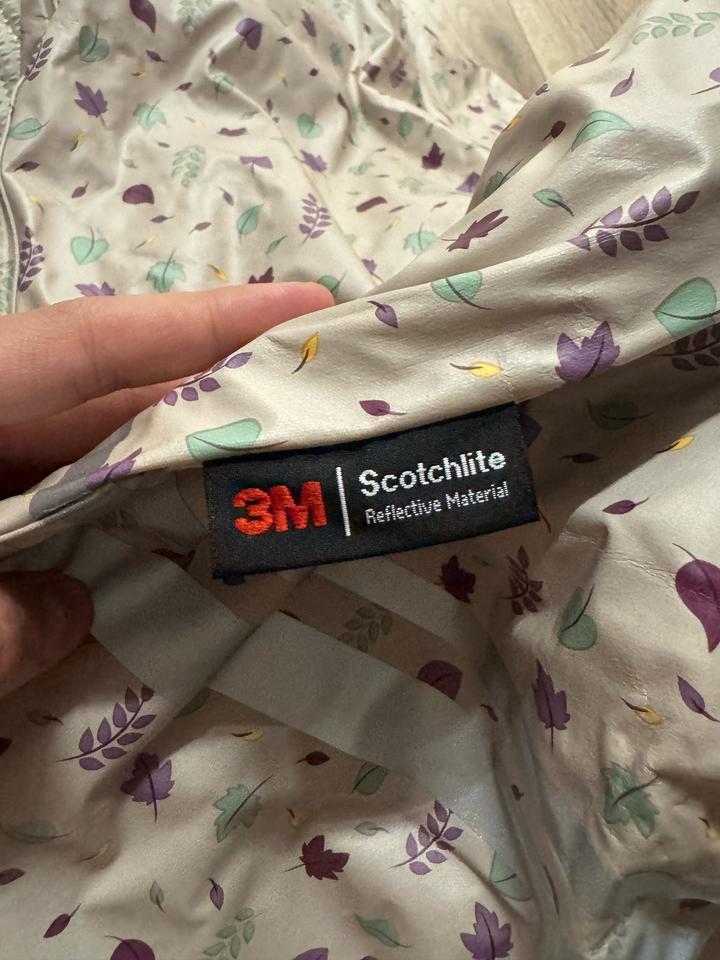 3M
Scotchlite
Reflective Material